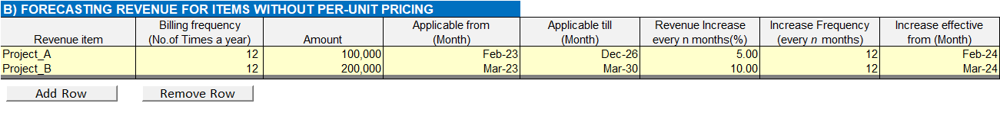 B) FORECASTING REVENUE FOR ITEMS WITHOUT PER-UNIT PRICING
Revenue item Billing frequency (No.of Times a year) Amount Applicable from (Month) Applicable till (Month) Revenue Increase every n months(%) Increase Frequency (every n months) Increase effective from (Month)
Project_A 12 100,000 Feb-23 Dec-26 5.00 12 Feb-24
Project_B 12 200,000 Mar-23 Mar-30 10.00 12 Mar-24
Add Row Remove Row